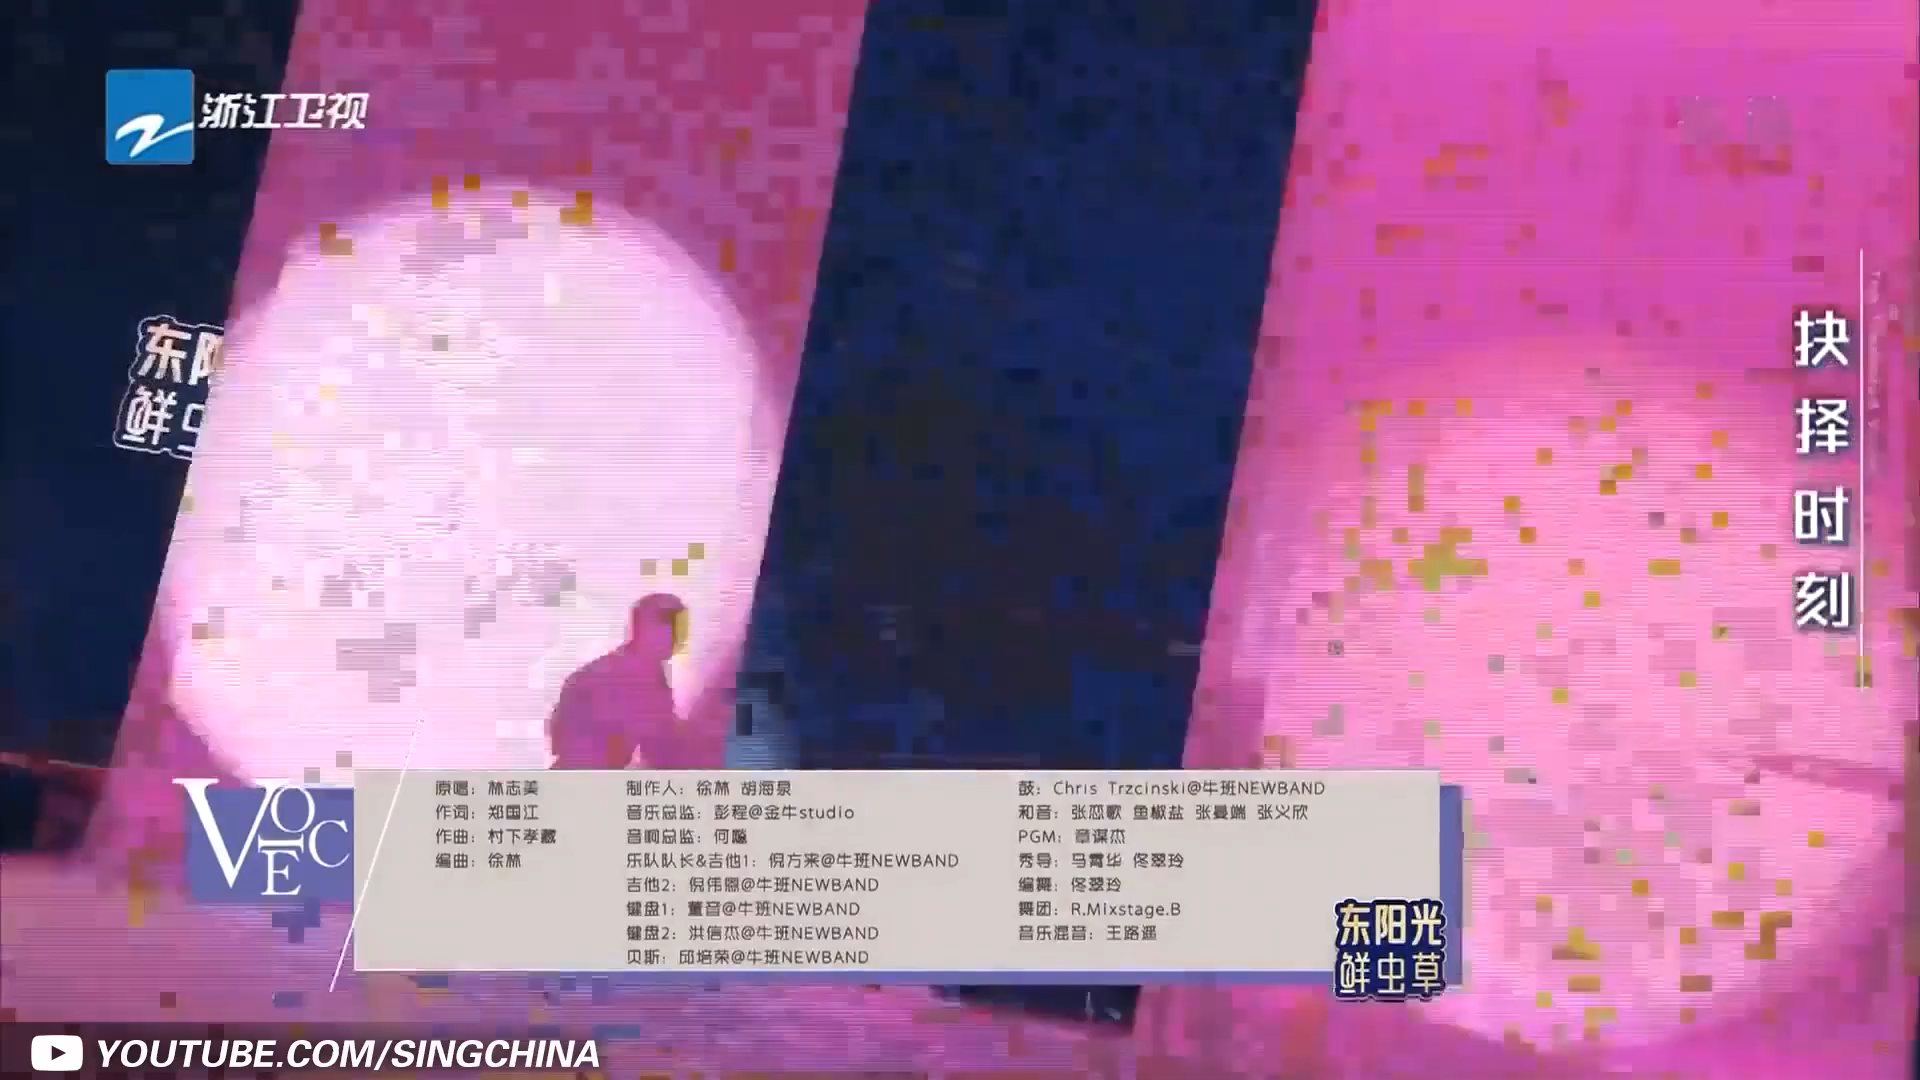 浙江卫视
东阳
鲜虫
抉择时刻
VOICE
原唱：林志美
作词：郑国江
作曲：村下孝藏
编曲：徐林
制作人：徐林 胡海泉
音乐总监：彭程@金牛studio
音响总监：何飚
乐队队长&吉他1：倪方来@牛班NEWBAND
吉他2：倪伟恩@牛班NEWBAND
键盘1：董音@牛班NEWBAND
键盘2：洪信杰@牛班NEWBAND
贝斯：邱培荣@牛班NEWBAND
鼓：Chris Trzcinski@牛班NEWBAND
和音：张恋歌 鱼椒盐 张曼端 张义欣
PGM：章谋杰
秀导：马霄华 佟翠玲
编舞：佟翠玲
舞团：R.Mixstage.B
音乐混音：王路遥
东阳光
鲜虫草
YOUTUBE.COM/SINGCHINA